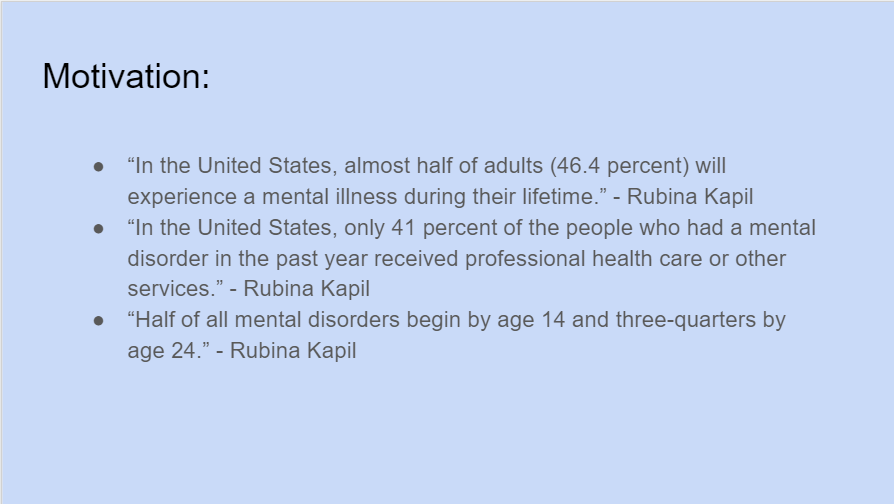 Motivation:
● “In the United States, almost half of adults (46.4 percent) will
experience a mental illness during their lifetime.” - Rubina Kapil
● “In the United States, only 41 percent of the people who had a mental
disorder in the past year received professional health care or other
services.” - Rubina Kapil
● “Half of all mental disorders begin by age 14 and three-quarters by
age 24.” - Rubina Kapil